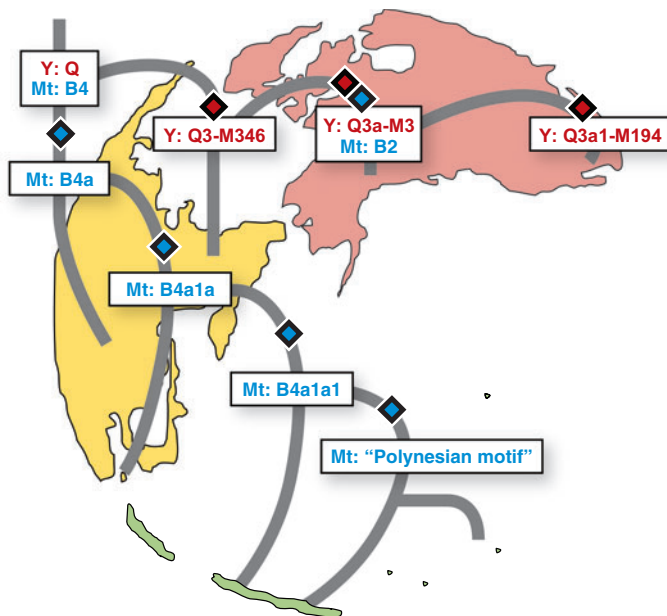 Y: Q
Mt: B4
Y: Q3-M346
Y: Q3a-M3
Mt: B2
Y: Q3a1-M194
Mt: B4a
Mt: B4a1a
Mt: B4a1a1
Mt: “Polynesian motif”